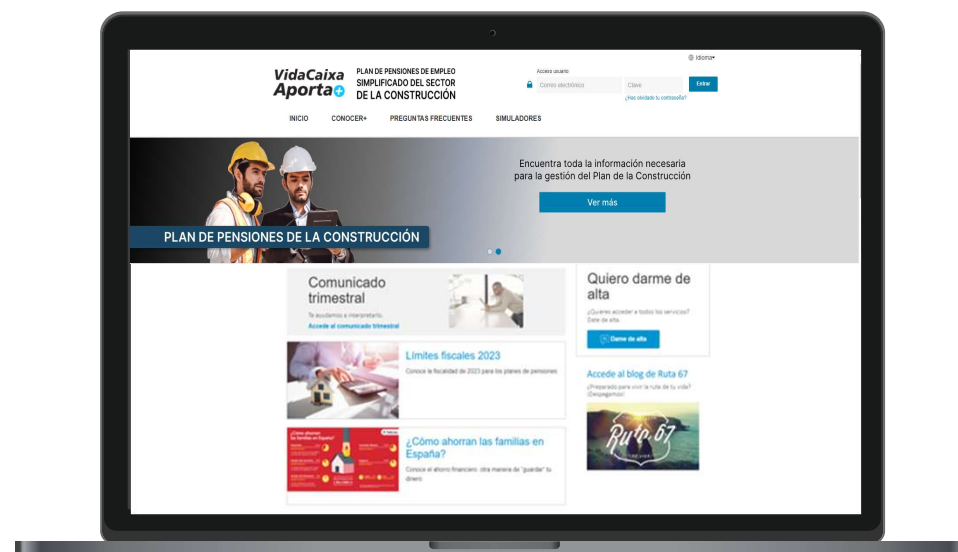 idioma
VidaCaixa
Aporta+
PLAN DE PENSIONES DE EMPLEO
SIMPLIFICADO DEL SECTOR
DE LA CONSTRUCCIÓN
Acceso usuario
Correo electrónico
Clave
Entrar
¿Has olvidado tu contraseña?
INICIO
CONOCER+
PREGUNTAS FRECUENTES
SIMULADORES
Encuentra toda la información necesaria
para la gestión del Plan de la Construcción
Ver más
PLAN DE PENSIONES DE LA CONSTRUCCIÓN
Comunicado
trimestral
Te ayudamos a interpretarlo.
Accede al comunicado trimestral
Quiero darme de
alta
¿Quieres acceder a todos los servicios?
Date de alta.
Darme de alta
Límites fiscales 2023
Conoce la fiscalidad de 2023 para los planes de pensiones
Accede al blog de Ruta 67
¿Preparado para vivir la ruta de tu vida?
¡Despegamos!
Ruta 67
¿Cómo ahorran
las familias en España?
¿Cómo ahorran las familias en
España?
Conoce el ahorro financiero: otra manera de "guardar" tu
dinero